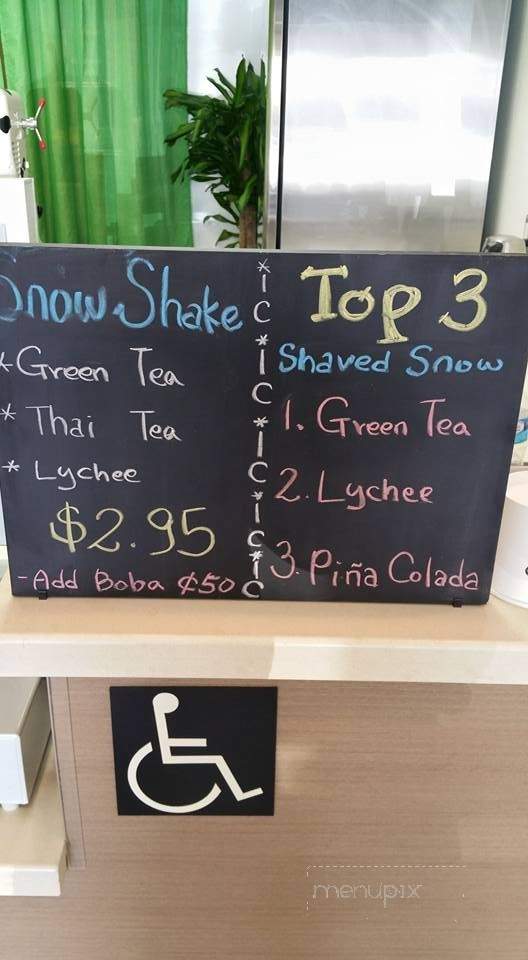 Snow Shake
* Green Tea
* Thai Tea
* Lychee
$2.95
- Add Boba ¢50
* I C * I C * I C * I C * I C
Top 3
Shaved Snow
1. Green Tea
2. Lychee
3. Piña Colada
menupix